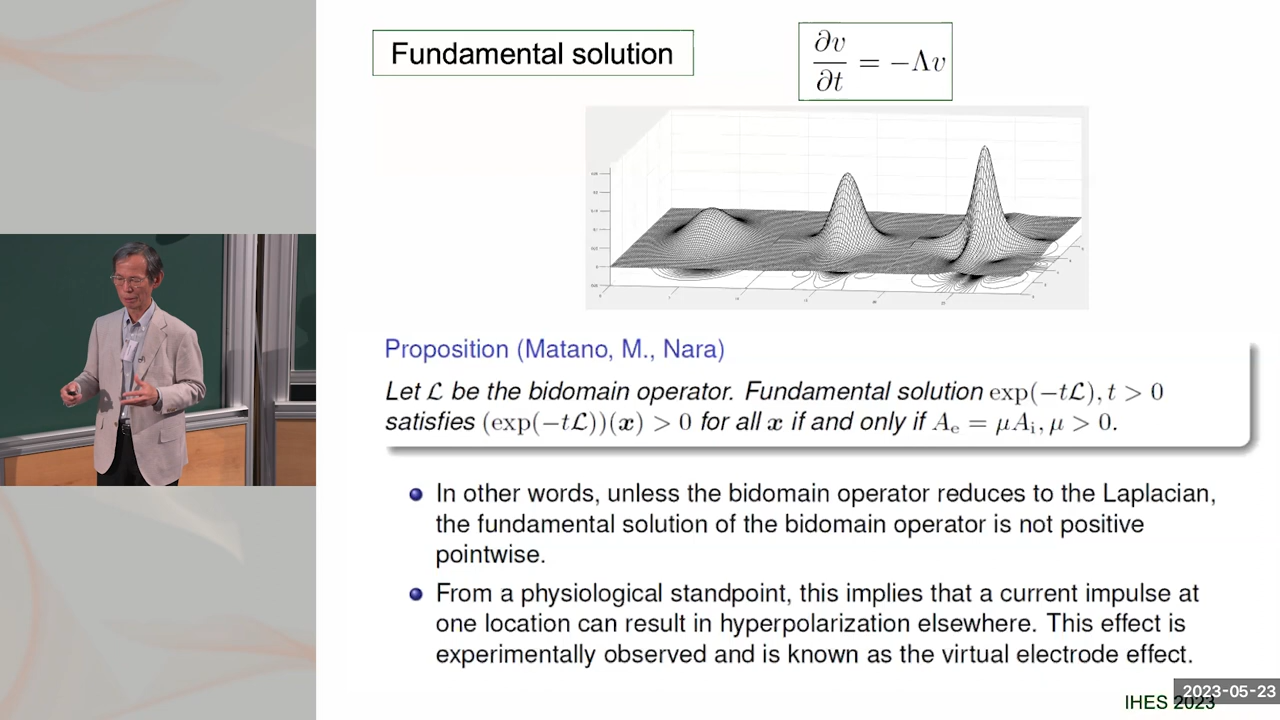 Fundamental solution
∂v/∂t = −Λv
Proposition (Matano, M., Nara)
Let ℒ be the bidomain operator. Fundamental solution exp(−tℒ), t > 0
satisfies (exp(−tℒ))(x) > 0 for all x if and only if Aₑ = μAᵢ, μ > 0.
In other words, unless the bidomain operator reduces to the Laplacian,
the fundamental solution of the bidomain operator is not positive
pointwise.
From a physiological standpoint, this implies that a current impulse at
one location can result in hyperpolarization elsewhere. This effect is
experimentally observed and is known as the virtual electrode effect.
2023-05-23
IHES 2023